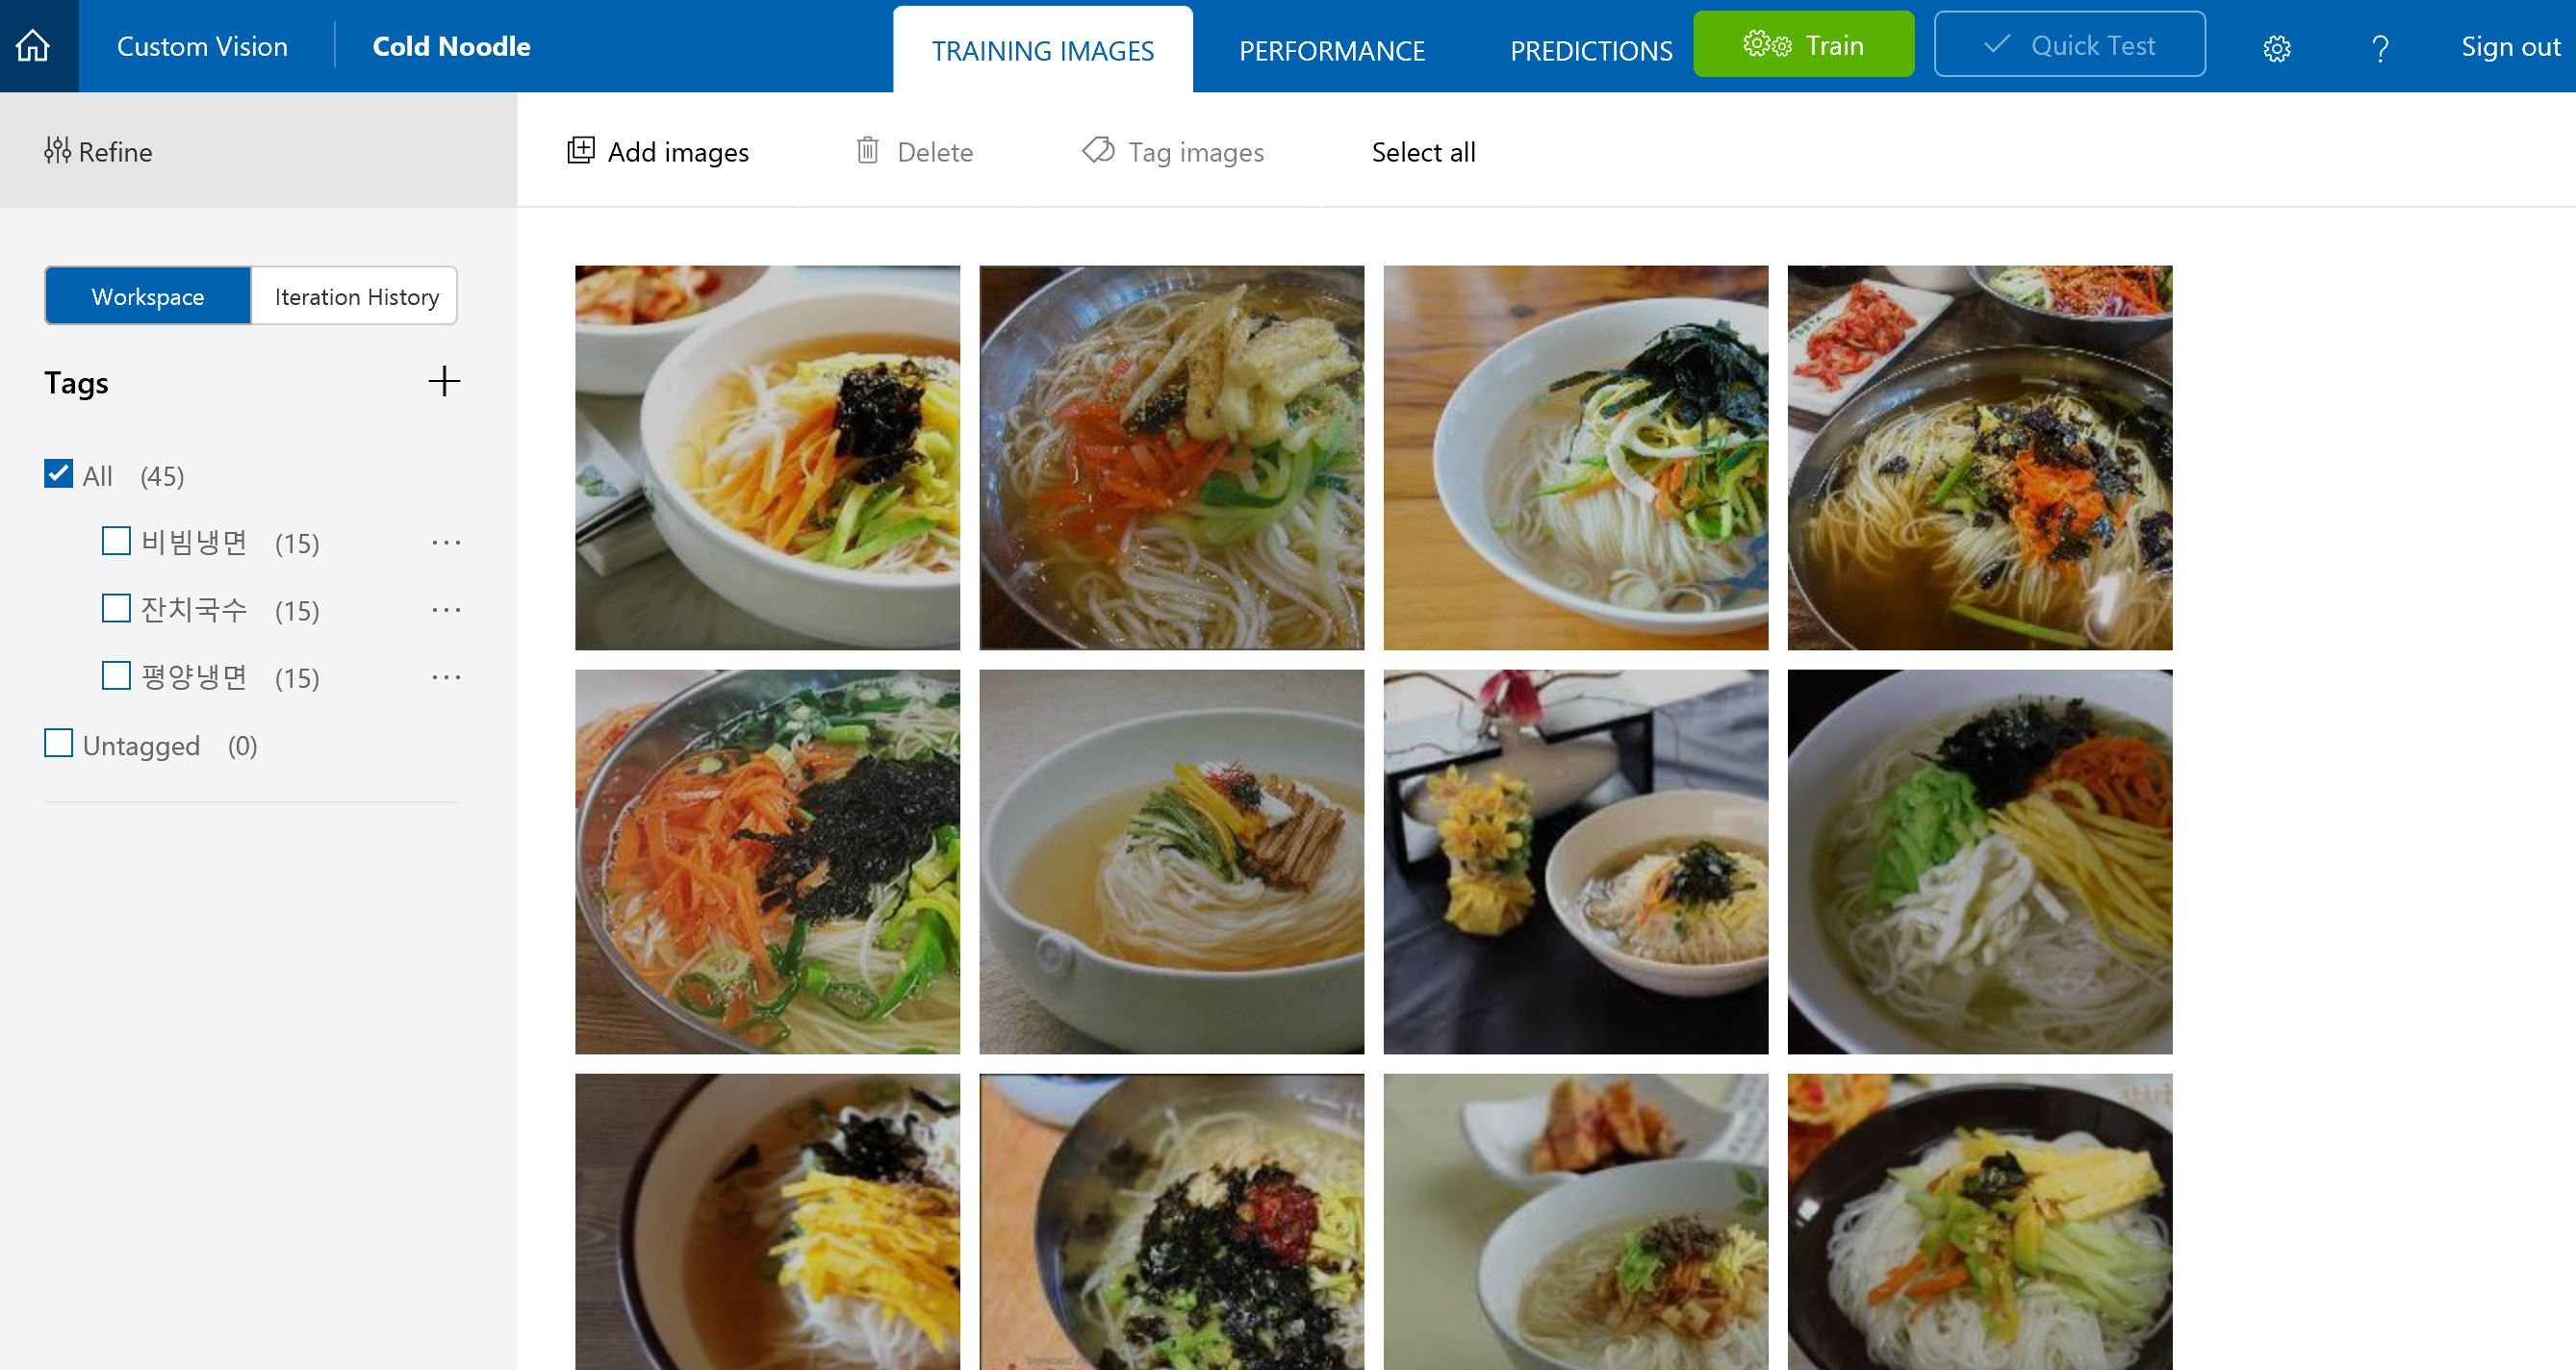 Custom Vision
Cold Noodle
TRAINING IMAGES
PERFORMANCE
PREDICTIONS
Train
Quick Test
?
Sign out
Refine
Add images
Delete
Tag images
Select all
Workspace
Iteration History
Tags
All (45)
비빔냉면 (15)
잔치국수 (15)
평양냉면 (15)
Untagged (0)